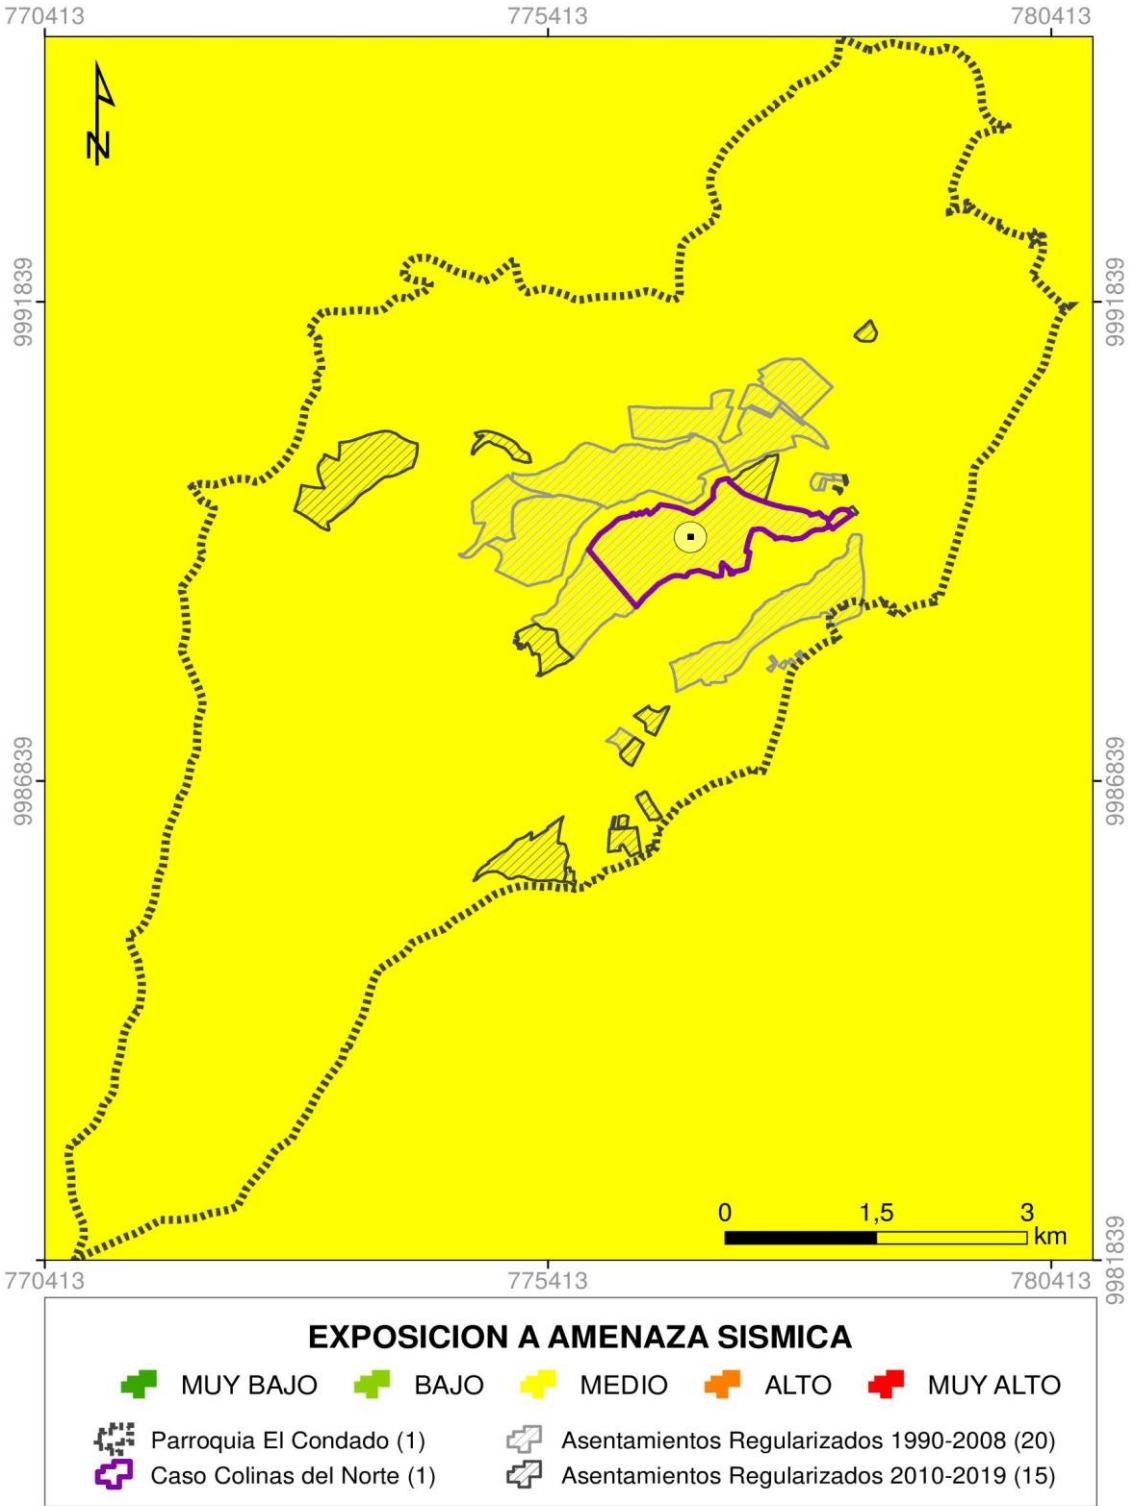 770413 775413 780413
N
9991839 9991839
9986839 9986839
0 1,5 3
km
9981839
770413 775413 780413
EXPOSICION A AMENAZA SISMICA
MUY BAJO BAJO MEDIO ALTO MUY ALTO
Parroquia El Condado (1) Asentamientos Regularizados 1990-2008 (20)
Caso Colinas del Norte (1) Asentamientos Regularizados 2010-2019 (15)